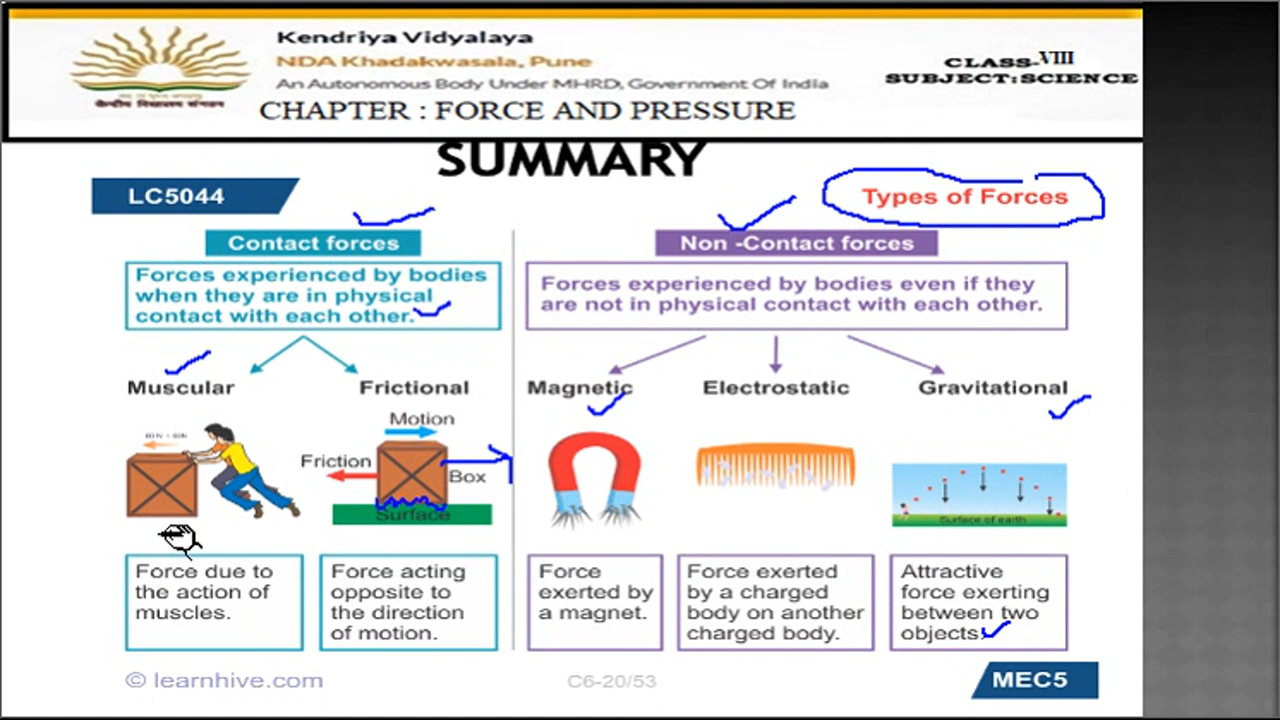 Kendriya Vidyalaya
NDA Khadakwasala, Pune
An Autonomous Body Under MHRD, Government Of India
केन्द्रीय विद्यालय संगठन
CHAPTER : FORCE AND PRESSURE
CLASS-VIII
SUBJECT:SCIENCE
SUMMARY
LC5044
Types of Forces
Contact forces
Forces experienced by bodies
when they are in physical
contact with each other.
Non -Contact forces
Forces experienced by bodies even if they
are not in physical contact with each other.
Muscular
Frictional
Magnetic
Electrostatic
Gravitational
Motion
Friction
Box
Surface
Surface of earth
Force due to
the action of
muscles.
Force acting
opposite to
the direction
of motion.
Force
exerted by
a magnet.
Force exerted
by a charged
body on another
charged body.
Attractive
force exerting
between two
objects.
© learnhive.com
C6-20/53
MEC5